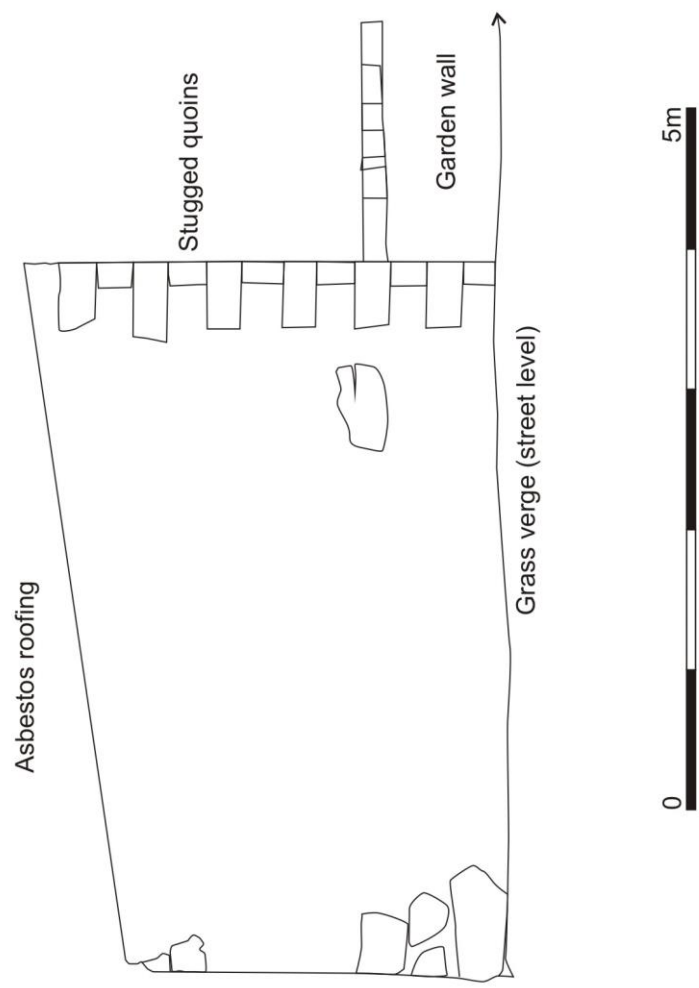 Asbestos roofing
Stugged quoins
Garden wall
Grass verge (street level)
0 5m